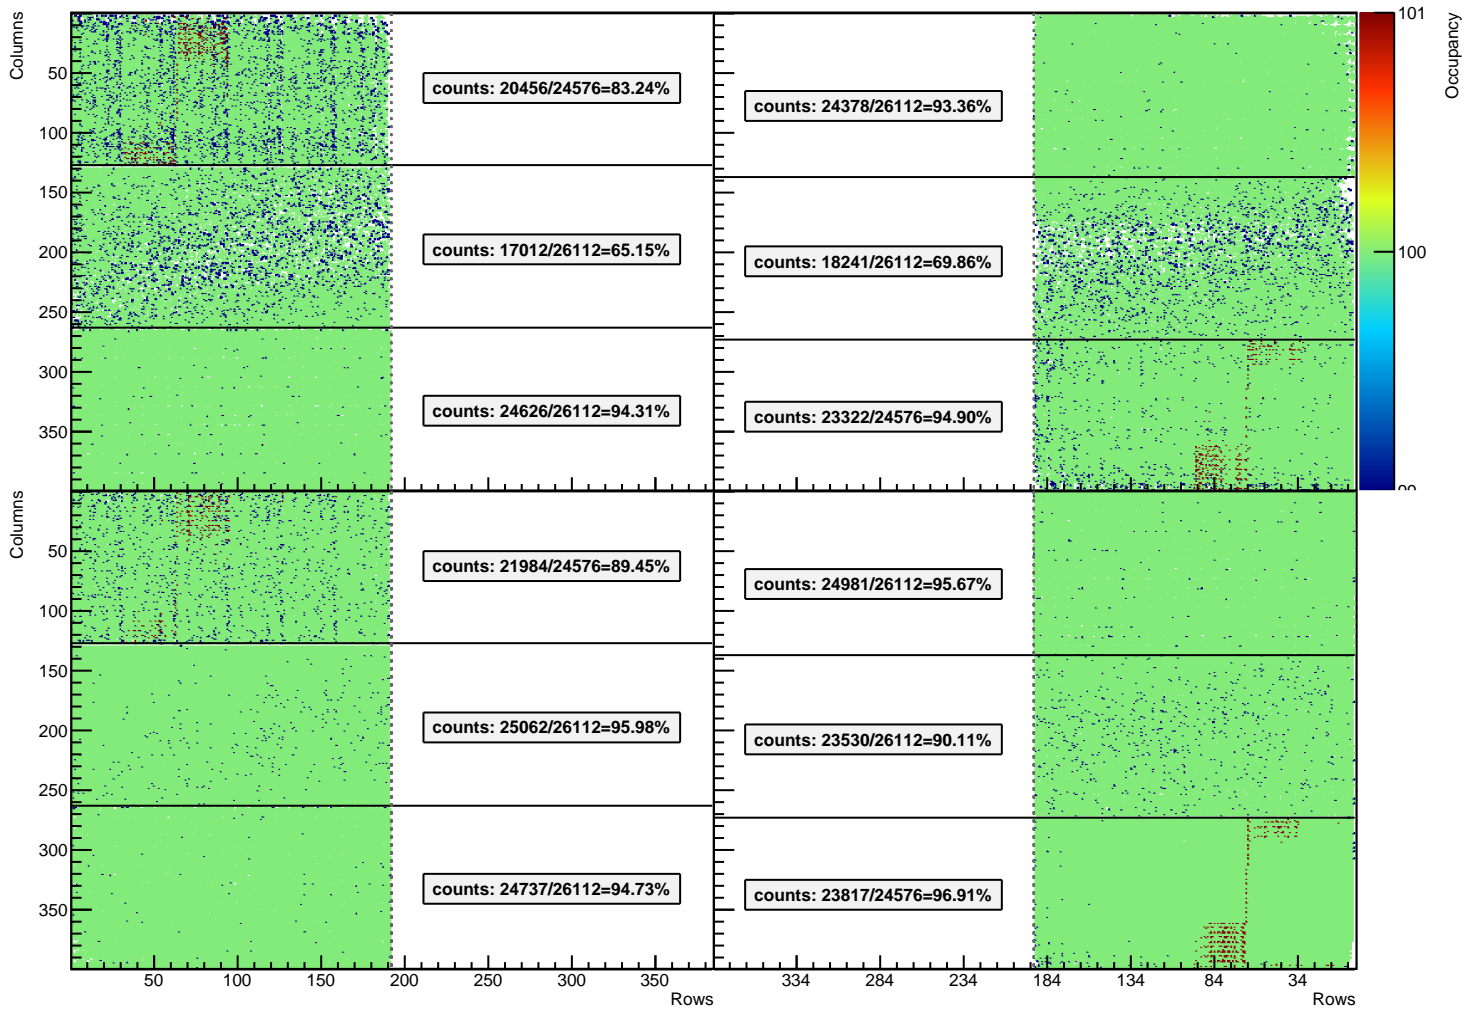 Columns
50
100
150
200
250
300
350
counts: 20456/24576=83.24%
counts: 17012/26112=65.15%
counts: 24626/26112=94.31%
counts: 24378/26112=93.36%
counts: 18241/26112=69.86%
counts: 23322/24576=94.90%
101
100
Occupancy
Columns
50
100
150
200
250
300
350
counts: 21984/24576=89.45%
counts: 25062/26112=95.98%
counts: 24737/26112=94.73%
counts: 24981/26112=95.67%
counts: 23530/26112=90.11%
counts: 23817/24576=96.91%
50 100 150 200 250 300 350
Rows
334 284 234 184 134 84 34
Rows